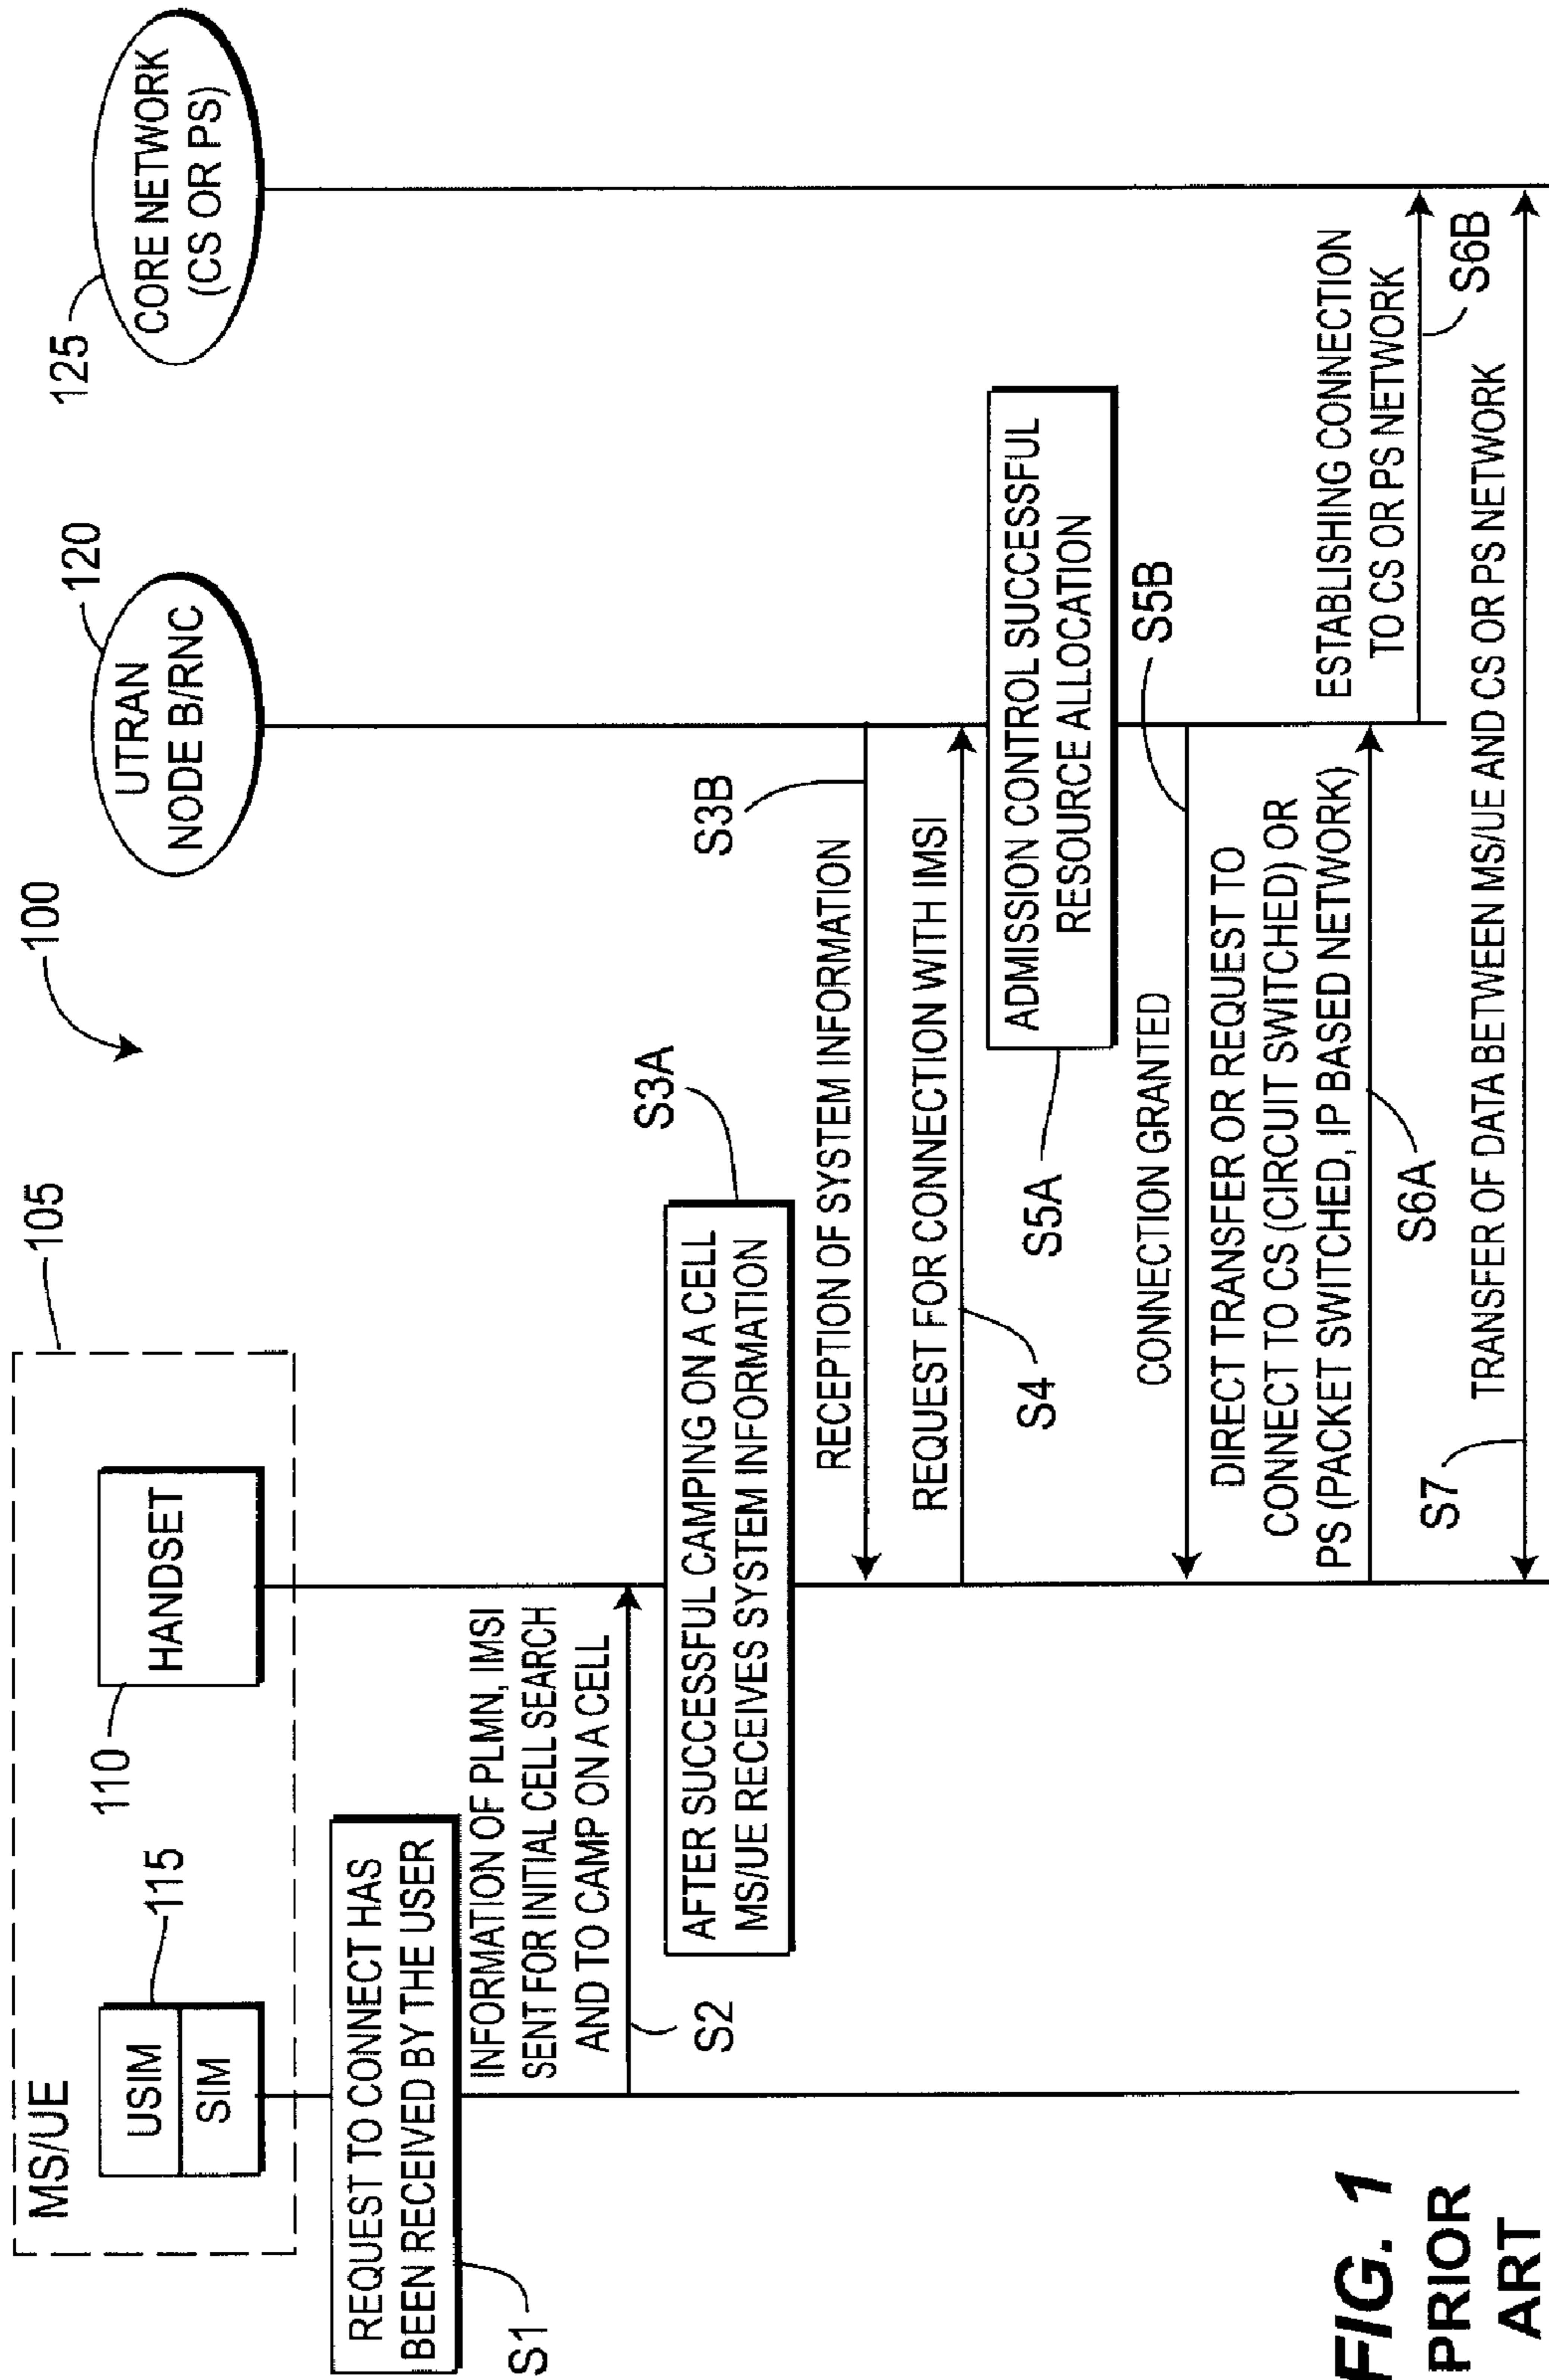 100
MS/UE
105
USIM
SIM
115
HANDSET
110
UTRAN
NODE B/RNC
120
CORE NETWORK
(CS OR PS)
125
REQUEST TO CONNECT HAS
BEEN RECEIVED BY THE USER
S1
INFORMATION OF PLMN, IMSI
SENT FOR INITIAL CELL SEARCH
AND TO CAMP ON A CELL
S2
AFTER SUCCESSFUL CAMPING ON A CELL
MS/UE RECEIVES SYSTEM INFORMATION
S3A
RECEPTION OF SYSTEM INFORMATION
S3B
REQUEST FOR CONNECTION WITH IMSI
S4
ADMISSION CONTROL SUCCESSFUL
RESOURCE ALLOCATION
S5A
CONNECTION GRANTED
S5B
DIRECT TRANSFER OR REQUEST TO
CONNECT TO CS (CIRCUIT SWITCHED) OR
PS (PACKET SWITCHED, IP BASED NETWORK)
S6A
ESTABLISHING CONNECTION
TO CS OR PS NETWORK
S6B
TRANSFER OF DATA BETWEEN MS/UE AND CS OR PS NETWORK
S7
FIG. 1
PRIOR
ART